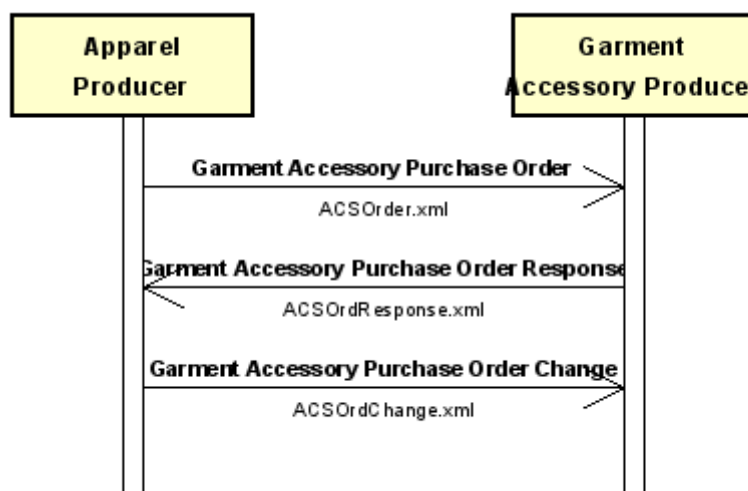 Apparel
Producer
Garment
Accessory Produce
Garment Accessory Purchase Order
ACSOrder.xml
Garment Accessory Purchase Order Response
ACSOrdResponse.xml
Garment Accessory Purchase Order Change
ACSOrdChange.xml